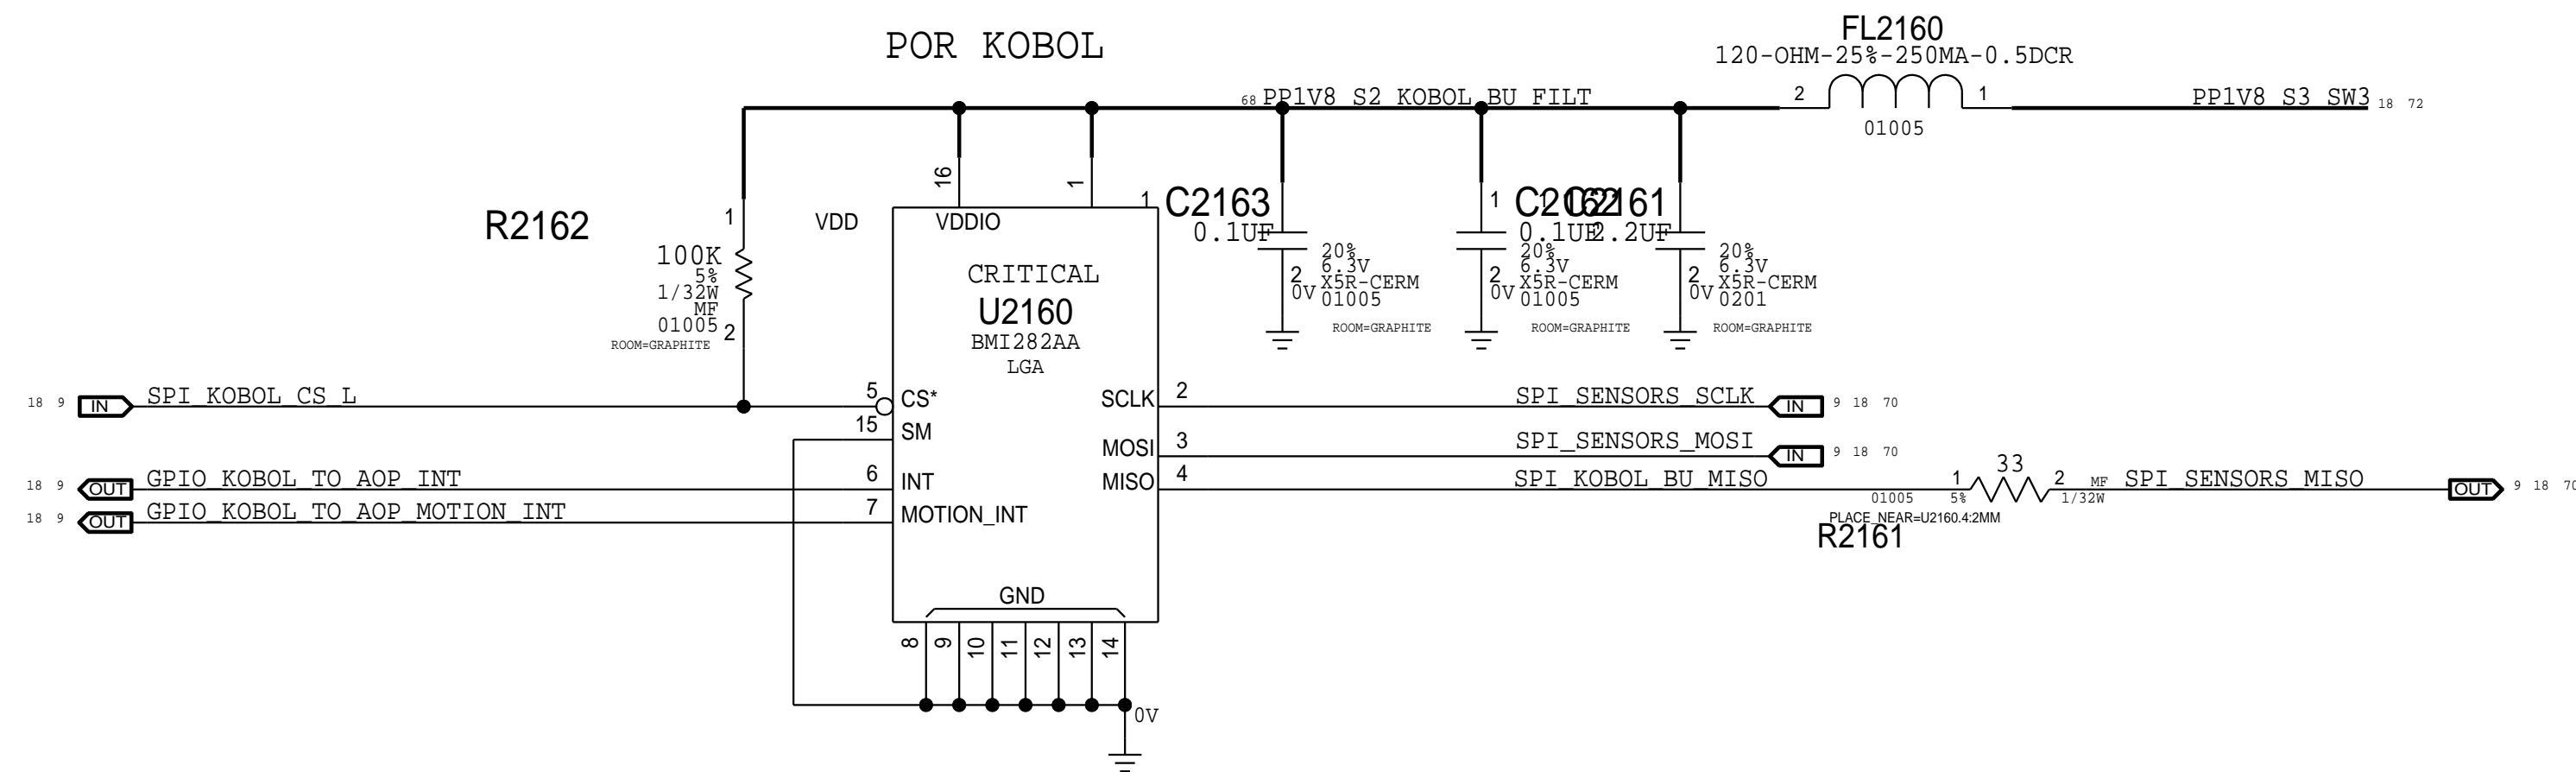 POR KOBOL
FL2160
120-OHM-25%-250MA-0.5DCR
68 PP1V8_S2_KOBOL_BU_FILT
2
1
01005
PP1V8_S3_SW3 18 72
R2162
1
100K
5%
1/32W
MF
01005
2
ROOM=GRAPHITE
16
1
VDD
VDDIO
CRITICAL
U2160
BMI282AA
LGA
1
C2163
0.1UF
20%
6.3V
2
X5R-CERM
0V
01005
ROOM=GRAPHITE
1
C2162
0.1UF
20%
6.3V
2
X5R-CERM
0V
01005
ROOM=GRAPHITE
1
C2161
2.2UF
20%
6.3V
2
X5R-CERM
0V
0201
ROOM=GRAPHITE
18 9 IN SPI_KOBOL_CS_L
5 CS*
15 SM
18 9 OUT GPIO_KOBOL_TO_AOP_INT
6 INT
18 9 OUT GPIO_KOBOL_TO_AOP_MOTION_INT
7 MOTION_INT
SCLK 2 SPI_SENSORS_SCLK IN 9 18 70
MOSI 3 SPI_SENSORS_MOSI IN 9 18 70
MISO 4 SPI_KOBOL_BU_MISO
33
1
2
01005 5%
MF
1/32W
PLACE_NEAR=U2160.4:2MM
R2161
SPI_SENSORS_MISO OUT 9 18 70
GND
8 9 10 11 12 13 14
0V